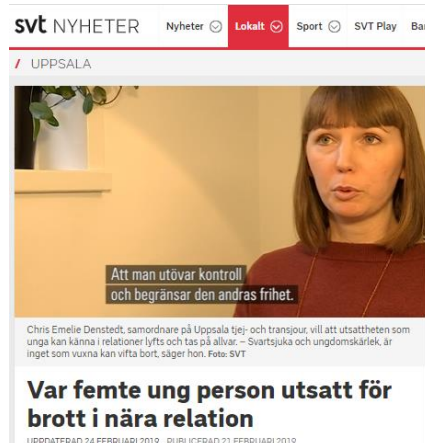 svt NYHETER Nyheter Lokalt Sport SVT Play Bar
/ UPPSALA
Att man utövar kontroll
och begränsar den andras frihet.
Chris Emelie Denstedt, samordnare på Uppsala tjej- och transjour, vill att utsattheten som
unga kan känna i relationer lyfts och tas på allvar. – Svartsjuka och ungdomskärlek, är
inget som vuxna kan vifta bort, säger hon. Foto: SVT
Var femte ung person utsatt för
brott i nära relation
UPPDATERAD 24 FEBRUARI 2019 PUBLICERAD 21 FEBRUARI 2019